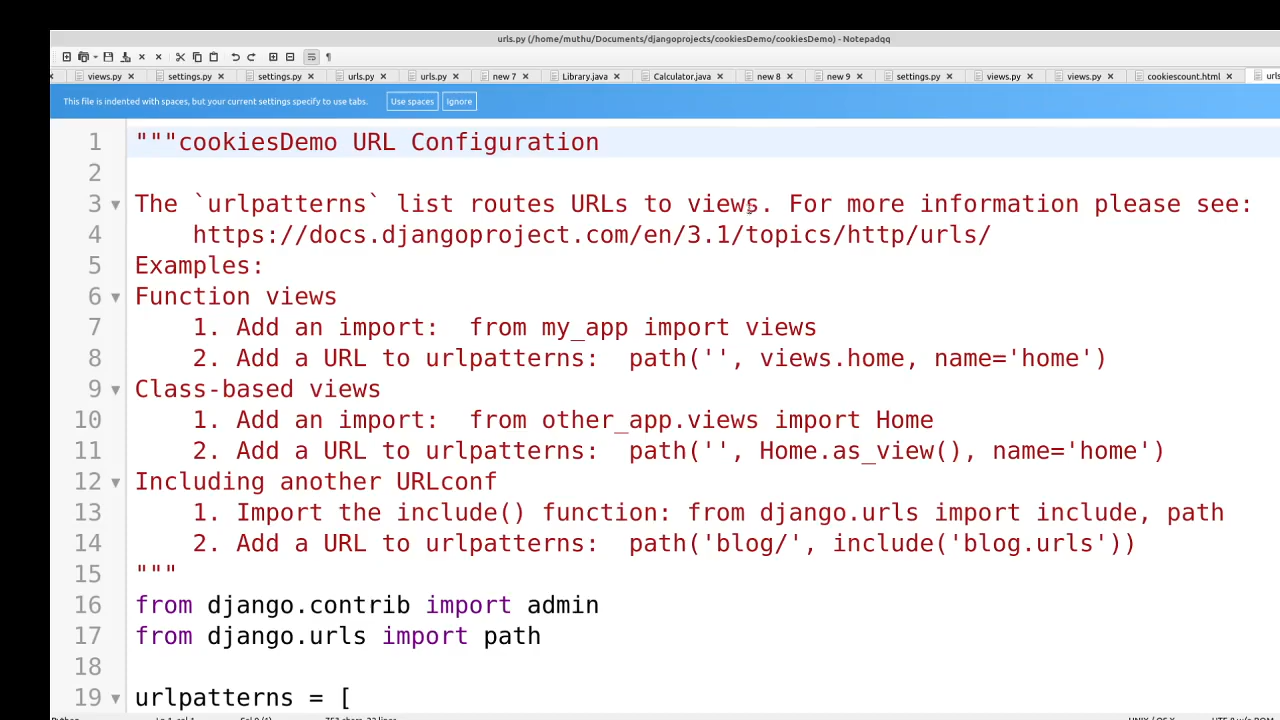 urls.py (/home/muthu/Documents/djangoprojects/cookiesDemo/cookiesDemo) - Notepadqq
views.py settings.py settings.py urls.py urls.py new 7 Library.java Calculator.java new 8 new 9 settings.py views.py views.py cookiescount.html urls
This file is indented with spaces, but your current settings specify to use tabs. Use spaces Ignore
1 """cookiesDemo URL Configuration
2
3 The `urlpatterns` list routes URLs to views. For more information please see:
4 https://docs.djangoproject.com/en/3.1/topics/http/urls/
5 Examples:
6 Function views
7 1. Add an import:  from my_app import views
8 2. Add a URL to urlpatterns:  path('', views.home, name='home')
9 Class-based views
10 1. Add an import:  from other_app.views import Home
11 2. Add a URL to urlpatterns:  path('', Home.as_view(), name='home')
12 Including another URLconf
13 1. Import the include() function: from django.urls import include, path
14 2. Add a URL to urlpatterns:  path('blog/', include('blog.urls'))
15 """
16 from django.contrib import admin
17 from django.urls import path
18
19 urlpatterns = [